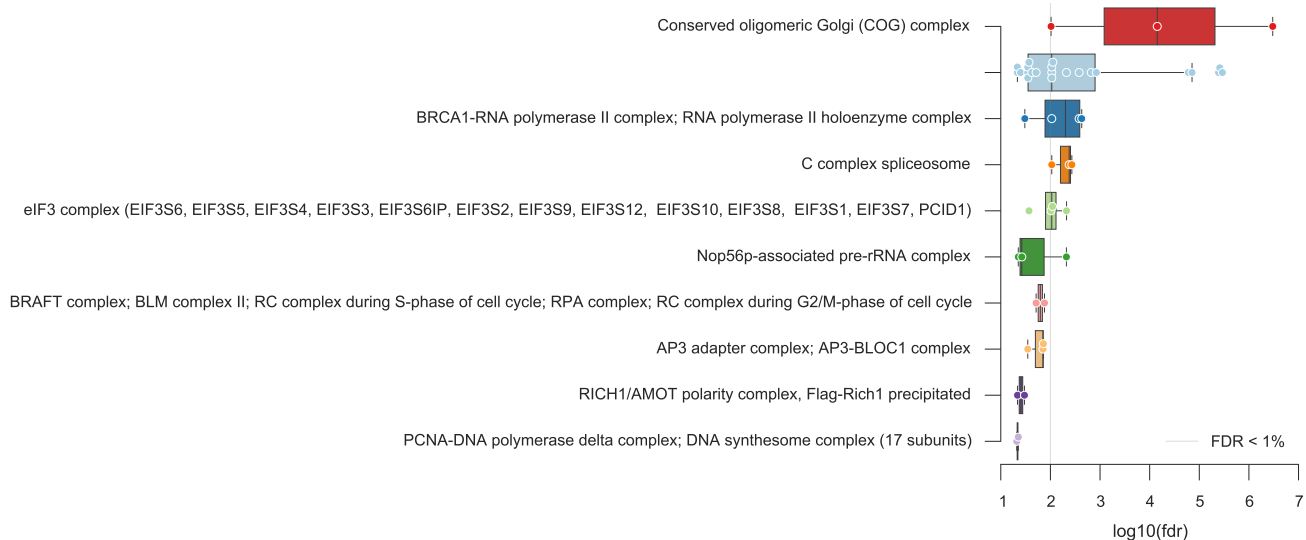 Conserved oligomeric Golgi (COG) complex
BRCA1-RNA polymerase II complex; RNA polymerase II holoenzyme complex
C complex spliceosome
eIF3 complex (EIF3S6, EIF3S5, EIF3S4, EIF3S3, EIF3S6IP, EIF3S2, EIF3S9, EIF3S12, EIF3S10, EIF3S8, EIF3S1, EIF3S7, PCID1)
Nop56p-associated pre-rRNA complex
BRAFT complex; BLM complex II; RC complex during S-phase of cell cycle; RPA complex; RC complex during G2/M-phase of cell cycle
AP3 adapter complex; AP3-BLOC1 complex
RICH1/AMOT polarity complex, Flag-Rich1 precipitated
PCNA-DNA polymerase delta complex; DNA synthesome complex (17 subunits)
FDR < 1%
1 2 3 4 5 6 7
log10(fdr)